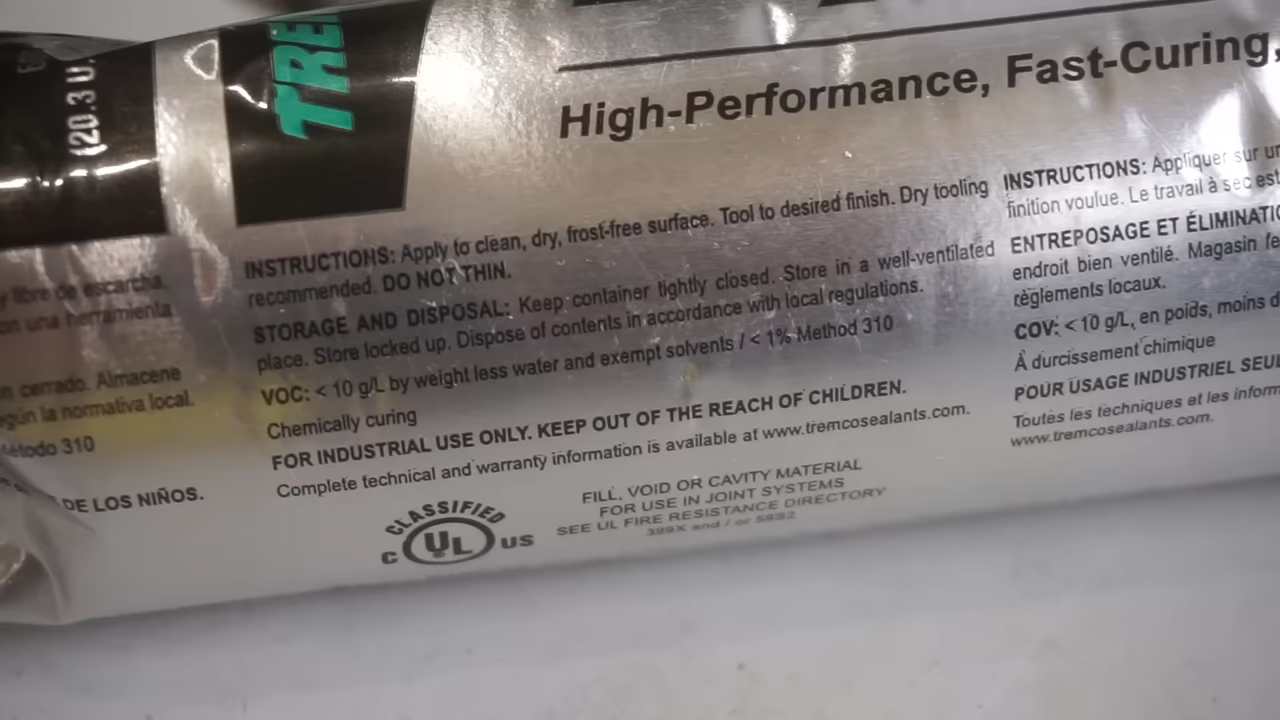 (20.3 U.
TRE
High-Performance, Fast-Curing,
y libre de escarcha.
on una herramienta
n cerrado. Almacene
egún la normativa local.
Método 310
DE LOS NIÑOS.
INSTRUCTIONS: Apply to clean, dry, frost-free surface. Tool to desired finish. Dry tooling
recommended. DO NOT THIN.
STORAGE AND DISPOSAL: Keep container tightly closed. Store in a well-ventilated
place. Store locked up. Dispose of contents in accordance with local regulations.
VOC: < 10 g/L by weight less water and exempt solvents / < 1% Method 310
Chemically curing
FOR INDUSTRIAL USE ONLY. KEEP OUT OF THE REACH OF CHILDREN.
Complete technical and warranty information is available at www.tremcosealants.com.
CLASSIFIED
C UL US
FILL, VOID OR CAVITY MATERIAL
FOR USE IN JOINT SYSTEMS
SEE UL FIRE RESISTANCE DIRECTORY
399X and / or
INSTRUCTIONS: Appliquer sur un
finition voulue. Le travail à sec est
ENTREPOSAGE ET ÉLIMINATIO
endroit bien ventilé. Magasin fe
règlements locaux.
COV: < 10 g/L, en poids, moins d
À durcissement chimique
POUR USAGE INDUSTRIEL SEUL
Toutes les techniques et les inform
www.tremcosealants.com.